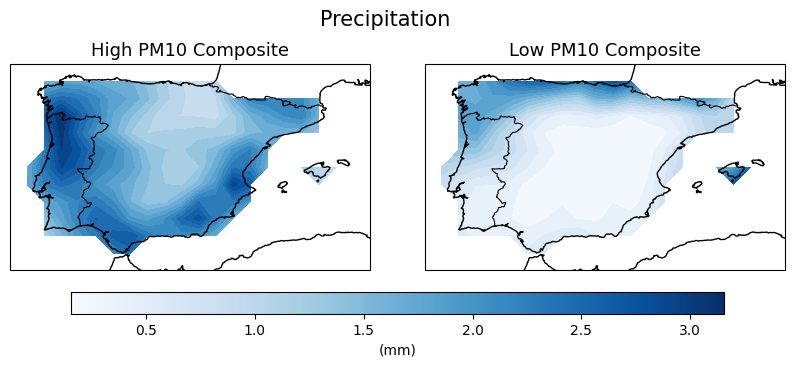 Precipitation
High PM10 Composite
Low PM10 Composite
0.5 1.0 1.5 2.0 2.5 3.0
(mm)